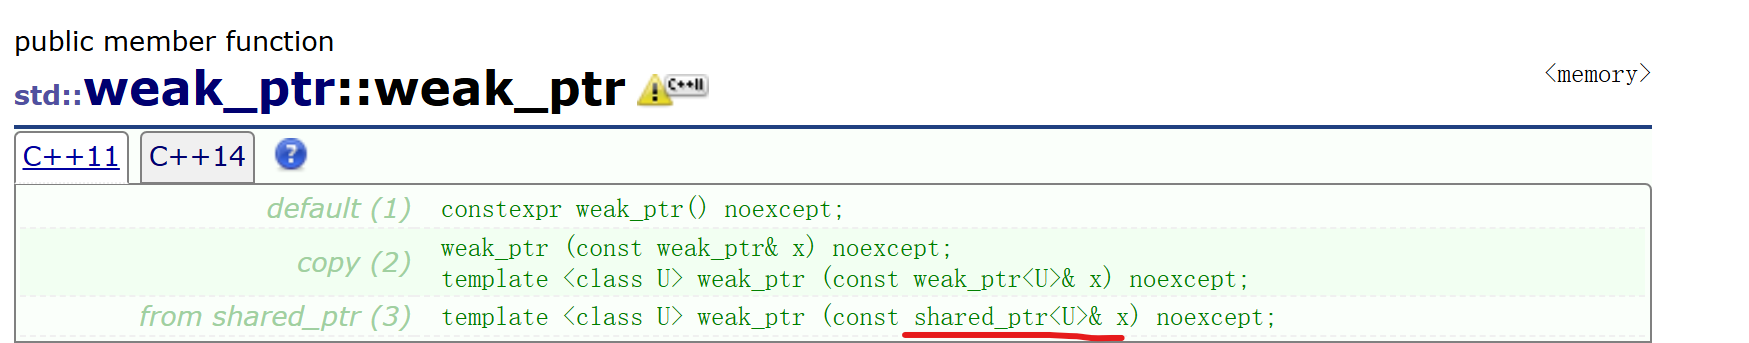 public member function
std::weak_ptr::weak_ptr C++11
<memory>
C++11 C++14 ?
default (1) constexpr weak_ptr() noexcept;
copy (2) weak_ptr (const weak_ptr& x) noexcept;
template <class U> weak_ptr (const weak_ptr<U>& x) noexcept;
from shared_ptr (3) template <class U> weak_ptr (const shared_ptr<U>& x) noexcept;